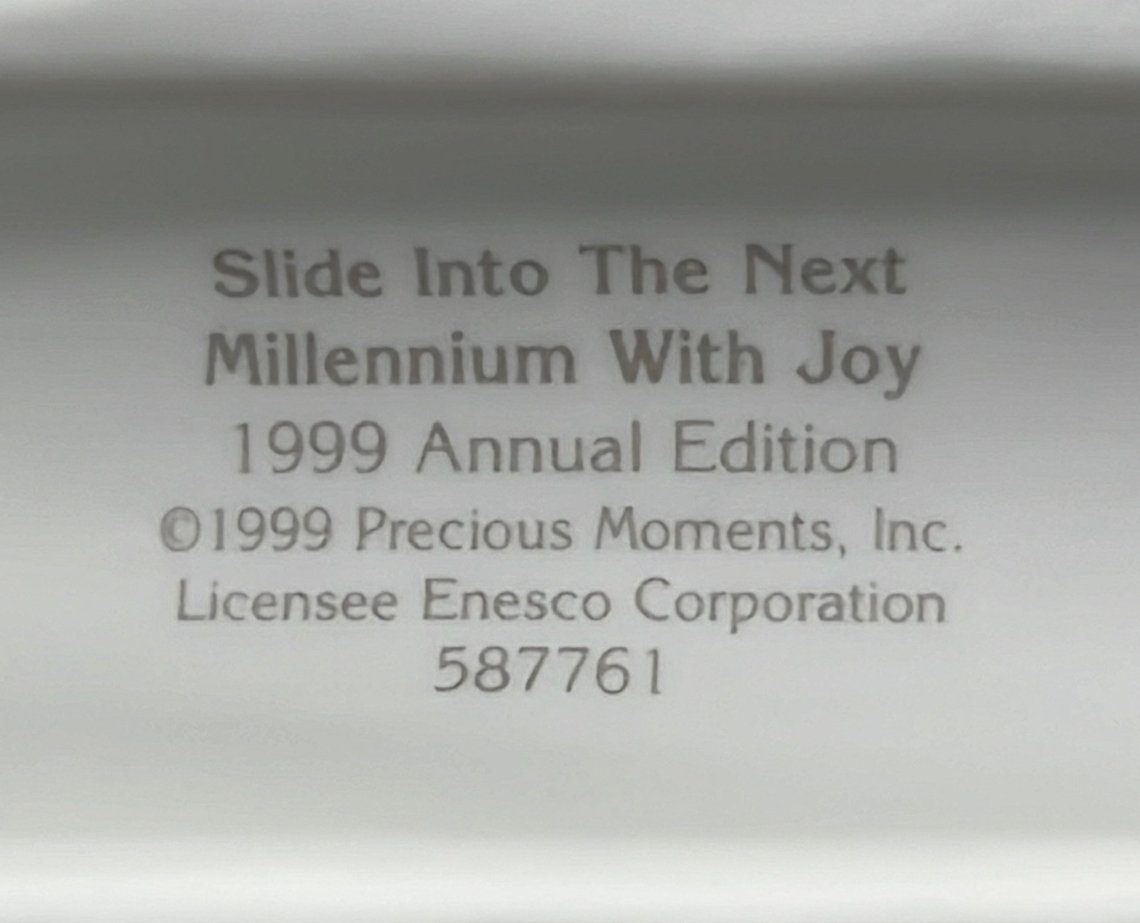 Slide Into The Next
Millennium With Joy
1999 Annual Edition
©1999 Precious Moments, Inc.
Licensee Enesco Corporation
587761